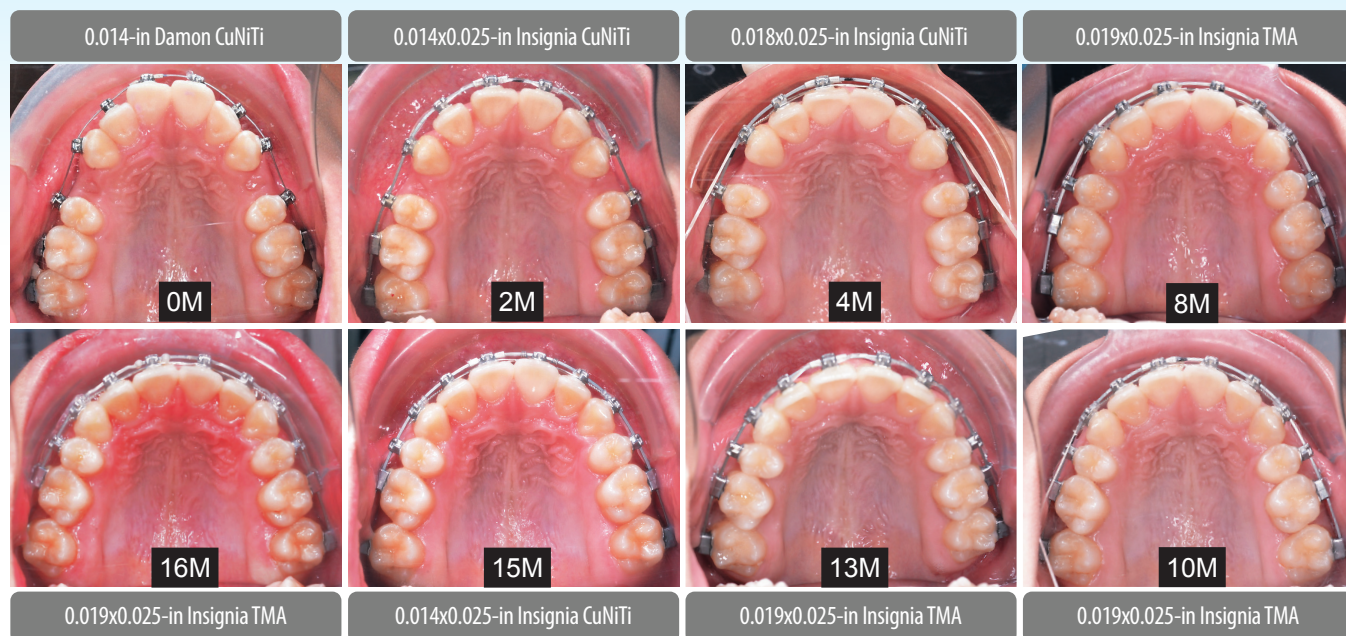 0.014-in Damon CuNiTi
0.014x0.025-in Insignia CuNiTi
0.018x0.025-in Insignia CuNiTi
0.019x0.025-in Insignia TMA
0M
2M
4M
8M
16M
15M
13M
10M
0.019x0.025-in Insignia TMA
0.014x0.025-in Insignia CuNiTi
0.019x0.025-in Insignia TMA
0.019x0.025-in Insignia TMA